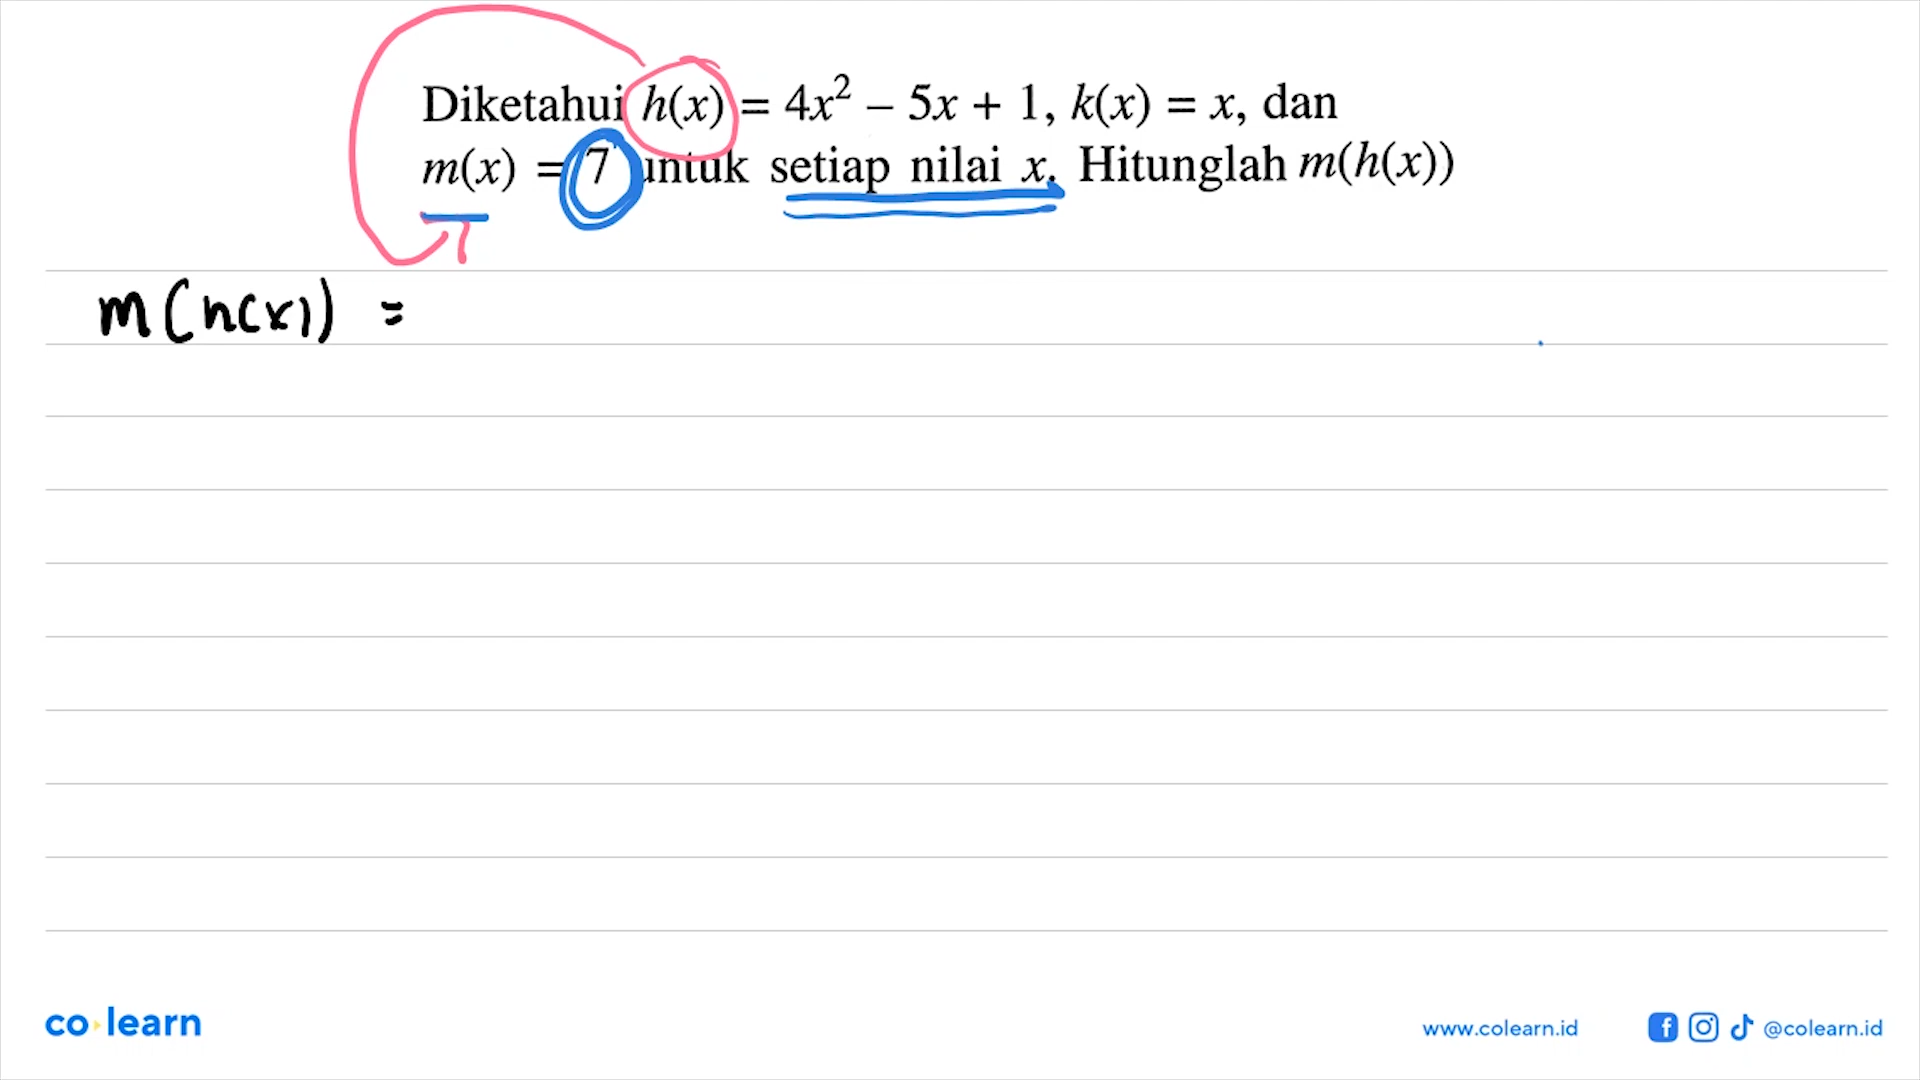 Diketahui h(x) = 4x² – 5x + 1, k(x) = x, dan
m(x) = 7 untuk setiap nilai x. Hitunglah m(h(x))
m(h(x)) =
co learn
www.colearn.id @colearn.id